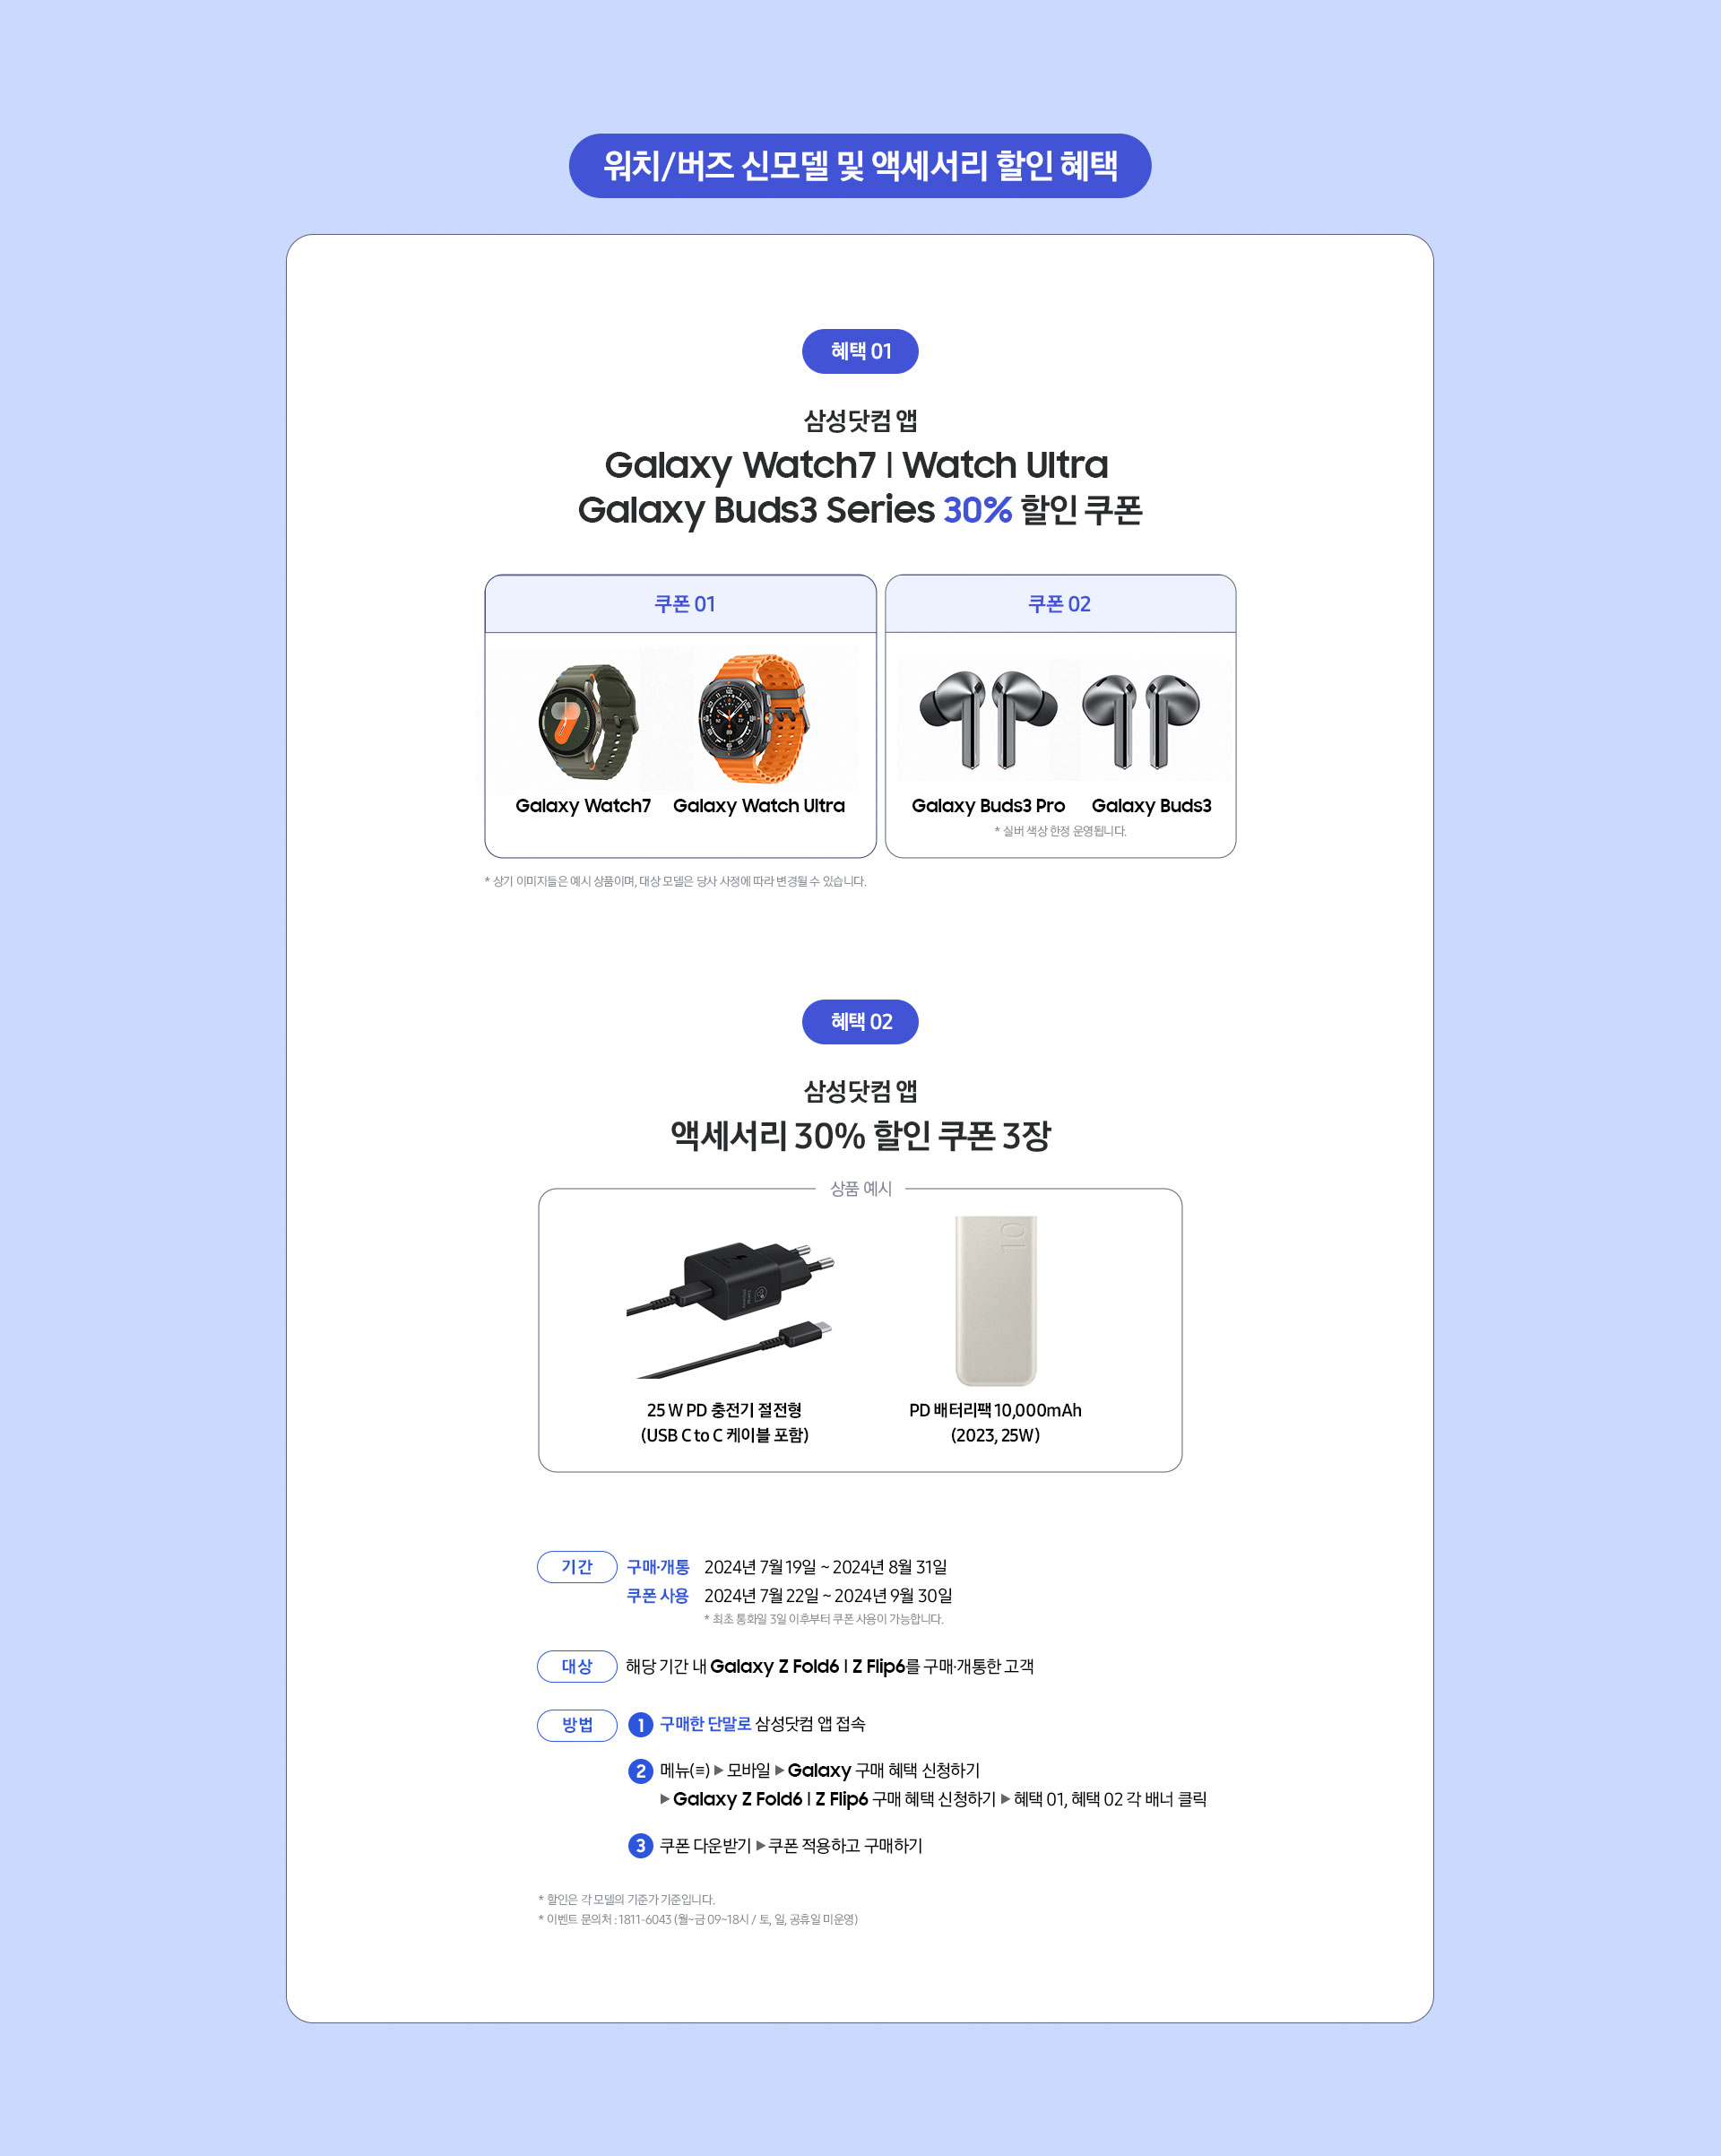 워치/버즈 신모델 및 액세서리 할인 혜택
혜택 01
삼성닷컴 앱
Galaxy Watch7 | Watch Ultra
Galaxy Buds3 Series 30% 할인 쿠폰
쿠폰 01
쿠폰 02
Galaxy Watch7
Galaxy Watch Ultra
Galaxy Buds3 Pro
Galaxy Buds3
* 실버 색상 한정 운영됩니다.
* 상기 이미지들은 예시 상품이며, 대상 모델은 당사 사정에 따라 변경될 수 있습니다.
혜택 02
삼성닷컴 앱
액세서리 30% 할인 쿠폰 3장
상품 예시
10
25 W PD 충전기 절전형
(USB C to C 케이블 포함)
PD 배터리팩 10,000mAh
(2023, 25W)
기간 구매·개통 2024년 7월 19일 ~ 2024년 8월 31일
쿠폰 사용 2024년 7월 22일 ~ 2024년 9월 30일
* 최초 통화일 3일 이후부터 쿠폰 사용이 가능합니다.
대상 해당 기간 내 Galaxy Z Fold6 | Z Flip6를 구매·개통한 고객
방법 1 구매한 단말로 삼성닷컴 앱 접속
2 메뉴(≡) ▶ 모바일 ▶ Galaxy 구매 혜택 신청하기
▶ Galaxy Z Fold6 | Z Flip6 구매 혜택 신청하기 ▶ 혜택 01, 혜택 02 각 배너 클릭
3 쿠폰 다운받기 ▶ 쿠폰 적용하고 구매하기
* 할인은 각 모델의 기준가 기준입니다.
* 이벤트 문의처 : 1811-6043 (월~금 09~18시 / 토, 일, 공휴일 미운영)